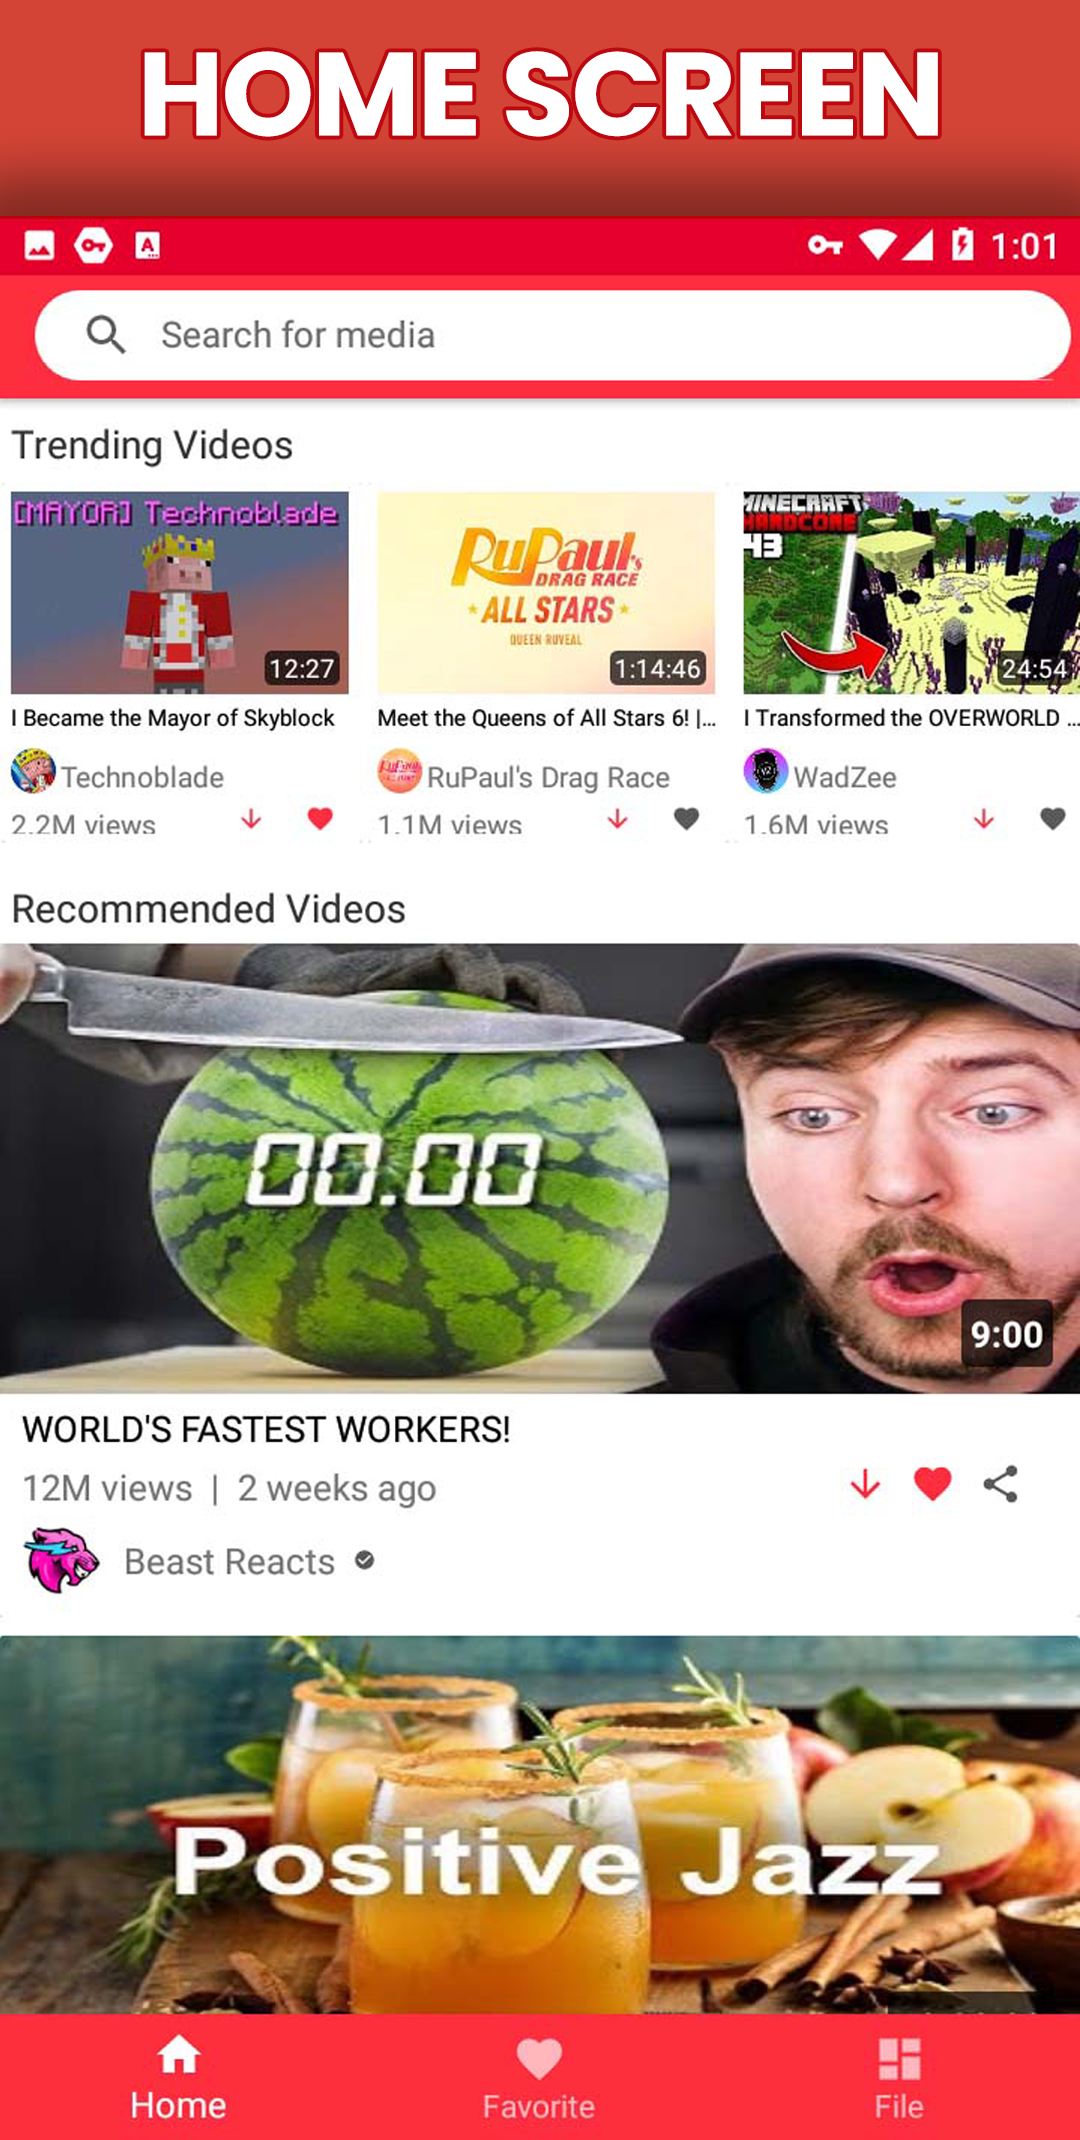 HOME SCREEN
A
1:01
Search for media
Trending Videos
[MAYOR] Technoblade
12:27
I Became the Mayor of Skyblock
Technoblade
2.2M views
RuPaul's
DRAG RACE
ALL STARS
QUEEN RUVEAL
1:14:46
Meet the Queens of All Stars 6! |...
RuPaul's Drag Race
1.1M views
MINECRAFT
HARDCORE
43
24:54
I Transformed the OVERWORLD ...
WadZee
1.6M views
Recommended Videos
00.00
9:00
WORLD'S FASTEST WORKERS!
12M views | 2 weeks ago
Beast Reacts
Positive Jazz
Home
Favorite
File